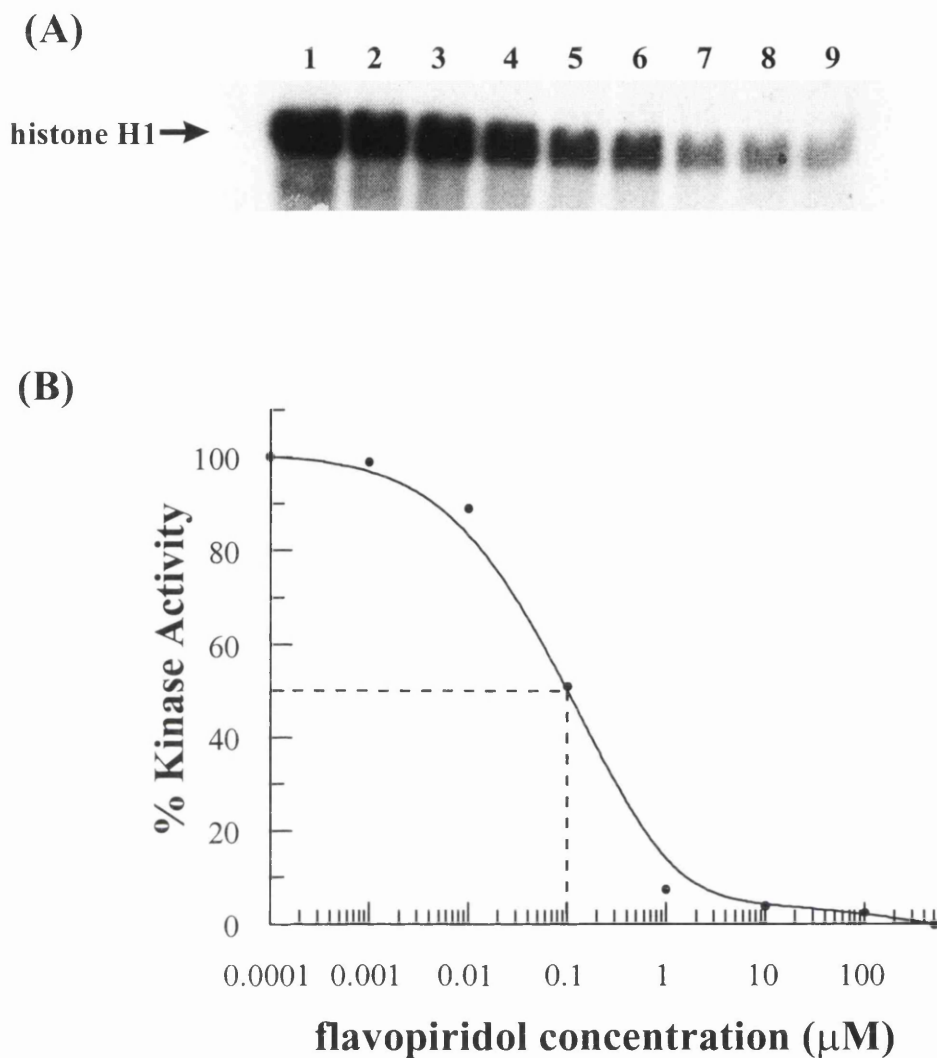 (A)
1 2 3 4 5 6 7 8 9
histone H1
(B)
% Kinase Activity
100
80
60
40
20
0
0.0001 0.001 0.01 0.1 1 10 100
flavopiridol concentration (μM)